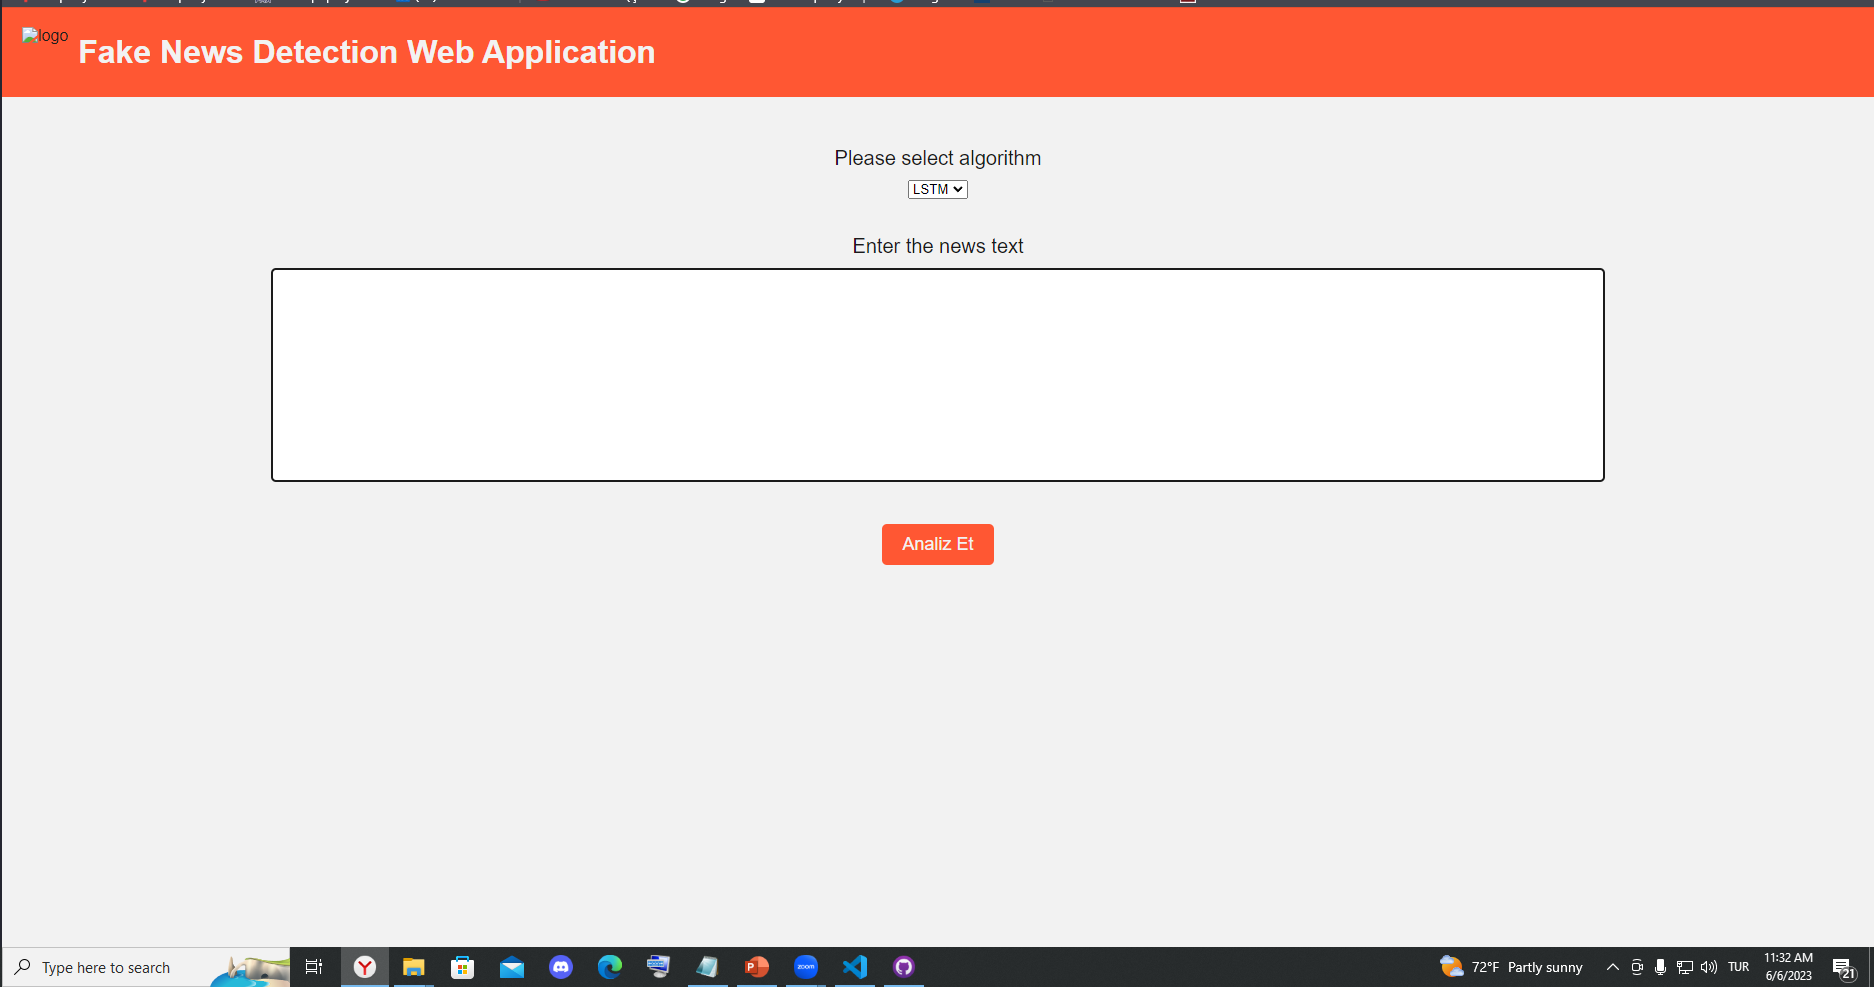 logo
Fake News Detection Web Application
Please select algorithm
LSTM
Enter the news text
Analiz Et
Type here to search
zoom
72°F Partly sunny
TUR
11:32 AM
6/6/2023
21